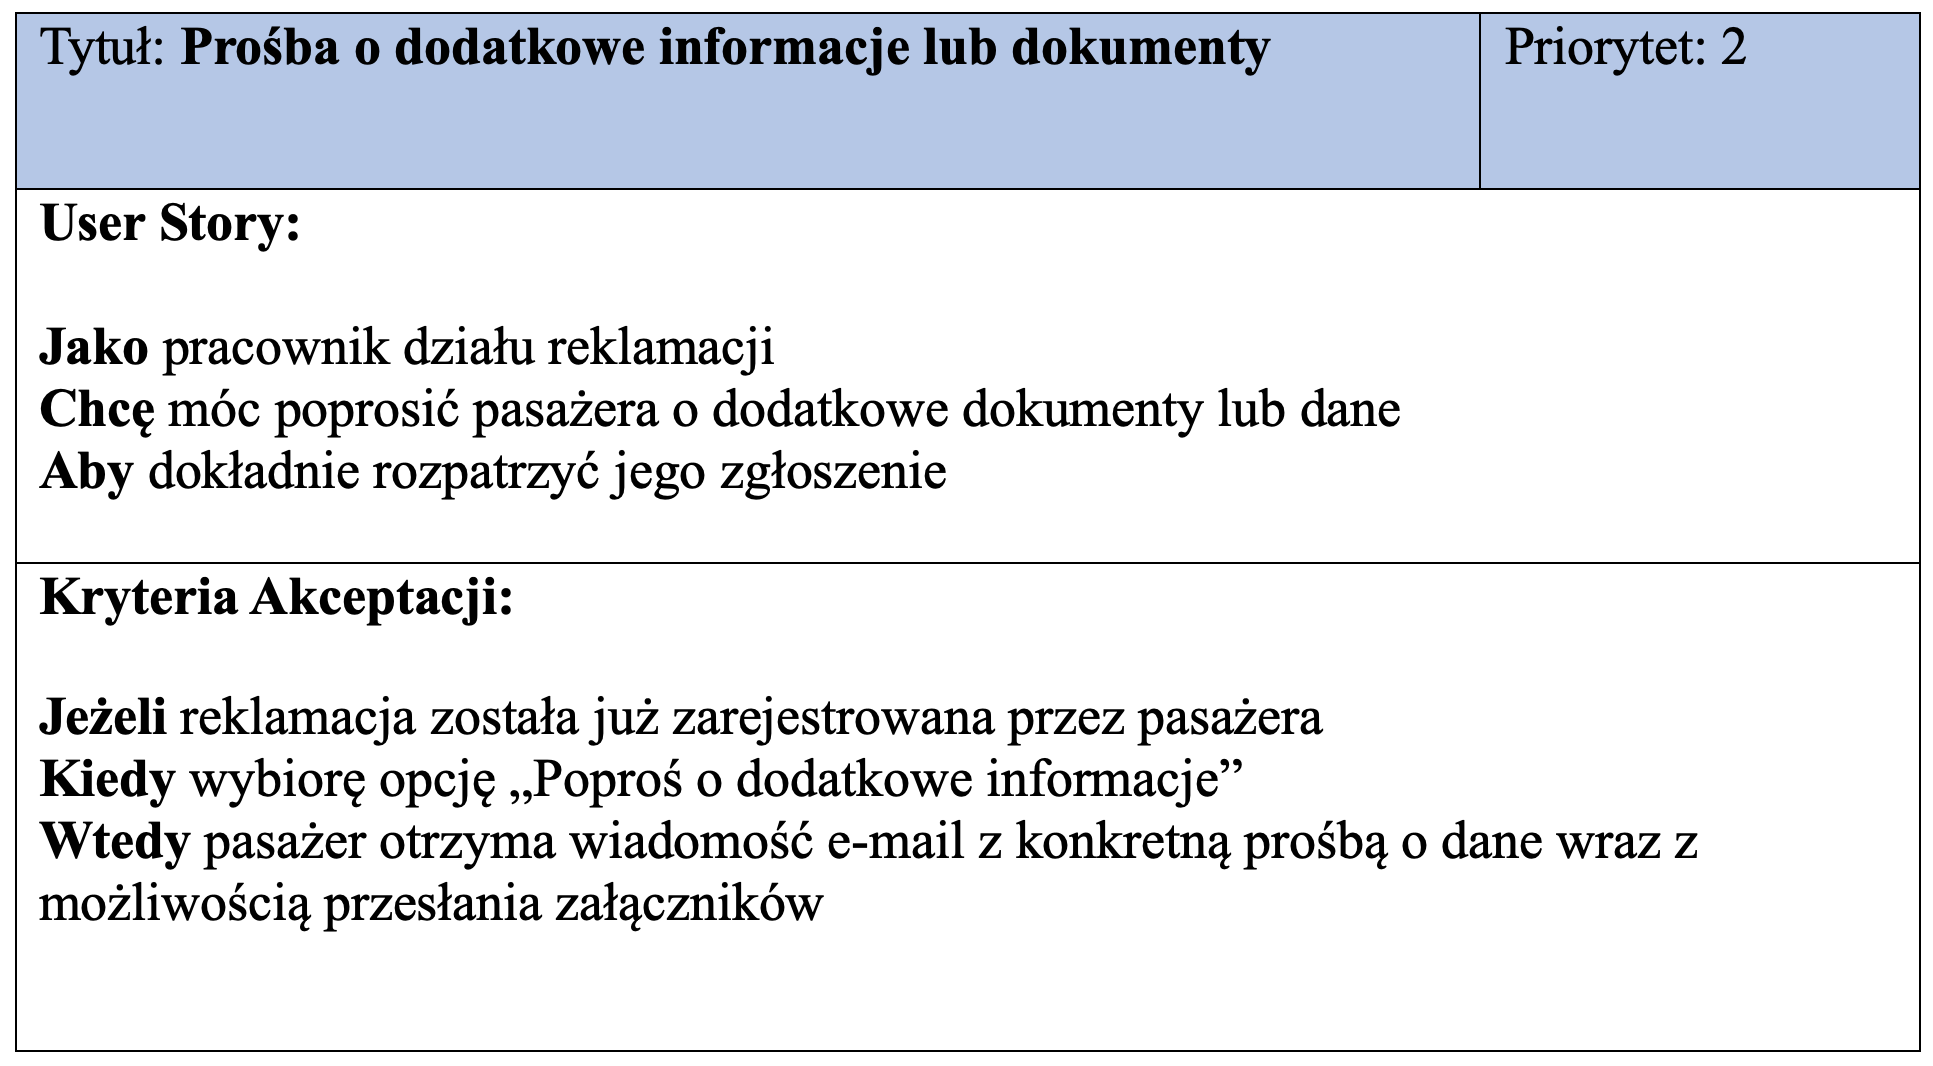 Tytuł: Prośba o dodatkowe informacje lub dokumenty
Priorytet: 2
User Story:
Jako pracownik działu reklamacji
Chcę móc poprosić pasażera o dodatkowe dokumenty lub dane
Aby dokładnie rozpatrzyć jego zgłoszenie
Kryteria Akceptacji:
Jeżeli reklamacja została już zarejestrowana przez pasażera
Kiedy wybiorę opcję „Poproś o dodatkowe informacje”
Wtedy pasażer otrzyma wiadomość e-mail z konkretną prośbą o dane wraz z
możliwością przesłania załączników